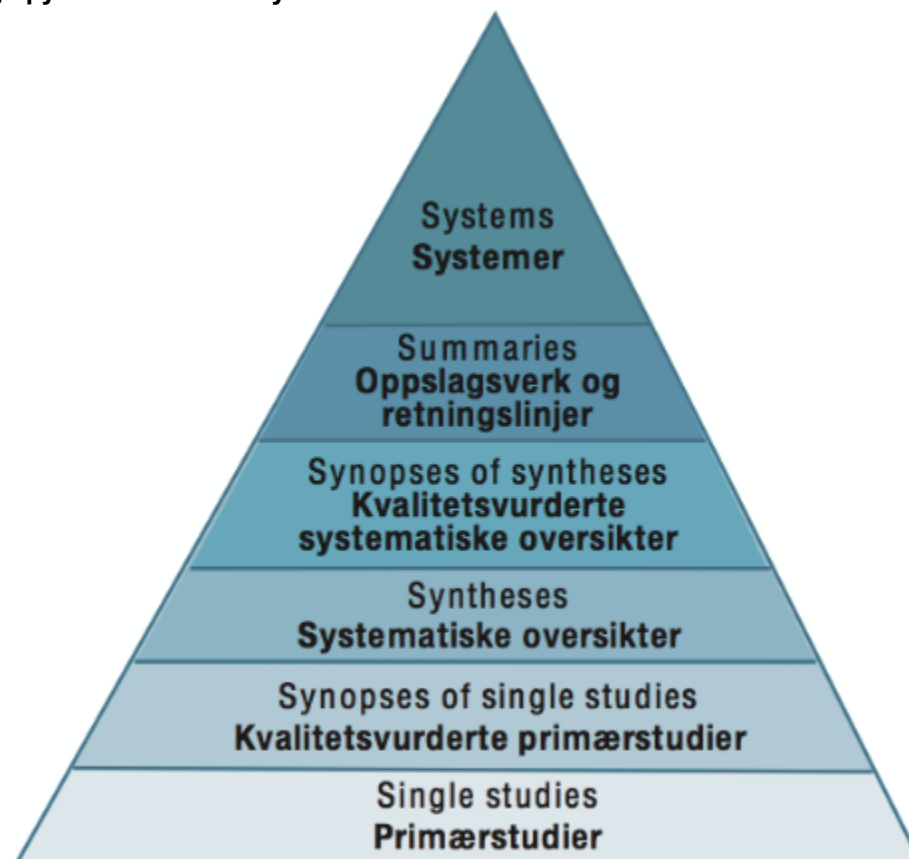 Systems
Systemer
Summaries
Oppslagsverk og
retningslinjer
Synopses of syntheses
Kvalitetsvurderte
systematiske oversikter
Syntheses
Systematiske oversikter
Synopses of single studies
Kvalitetsvurderte primærstudier
Single studies
Primærstudier